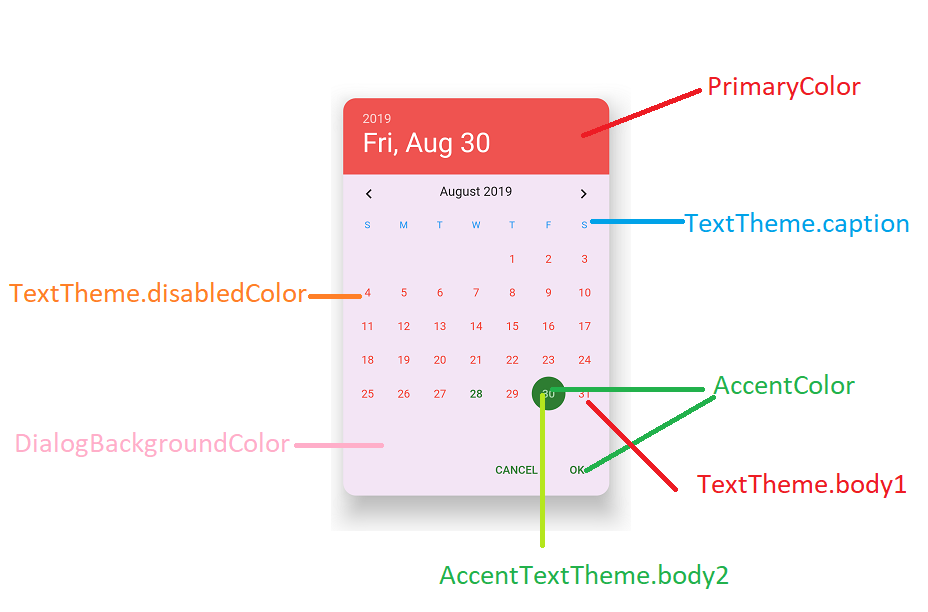 PrimaryColor
2019
Fri, Aug 30
August 2019
S M T W T F S
TextTheme.caption
1 2 3
TextTheme.disabledColor
4 5 6 7 8 9 10
11 12 13 14 15 16 17
18 19 20 21 22 23 24
AccentColor
25 26 27 28 29 30 31
DialogBackgroundColor
CANCEL OK
TextTheme.body1
AccentTextTheme.body2